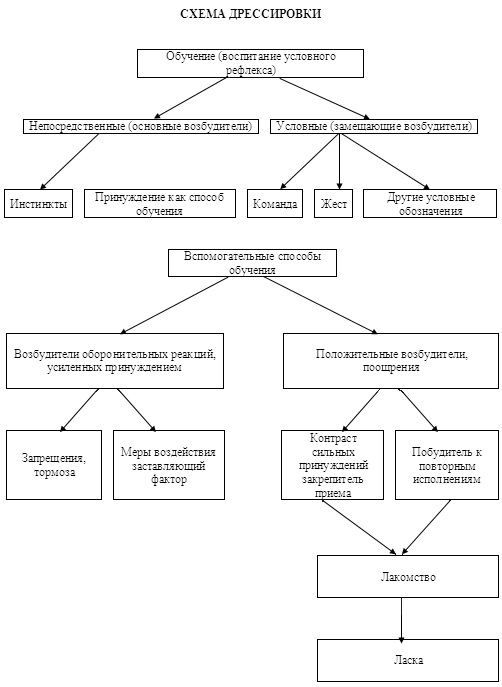 СХЕМА ДРЕССИРОВКИ
Обучение (воспитание условного
рефлекса)
Непосредственные (основные возбудители)
Условные (замещающие возбудители)
Инстинкты
Принуждение как способ
обучения
Команда
Жест
Другие условные
обозначения
Вспомогательные способы
обучения
Возбудители оборонительных реакций,
усиленных принуждением
Положительные возбудители,
поощрения
Запрещения,
тормоза
Меры воздействия
заставляющий
фактор
Контраст
сильных
принуждений
закрепитель
приема
Побудитель к
повторным
исполнениям
Лакомство
Ласка